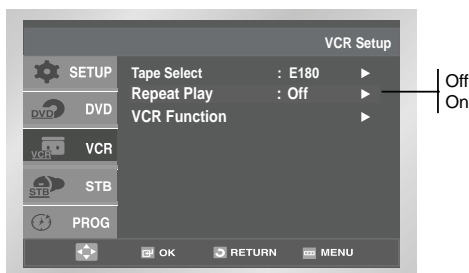 VCR Setup
SETUP
DVD
DVD
VCR
VCR
STB
STB
PROG
Tape Select : E180
Repeat Play : Off
VCR Function
Off
On
OK RETURN MENU